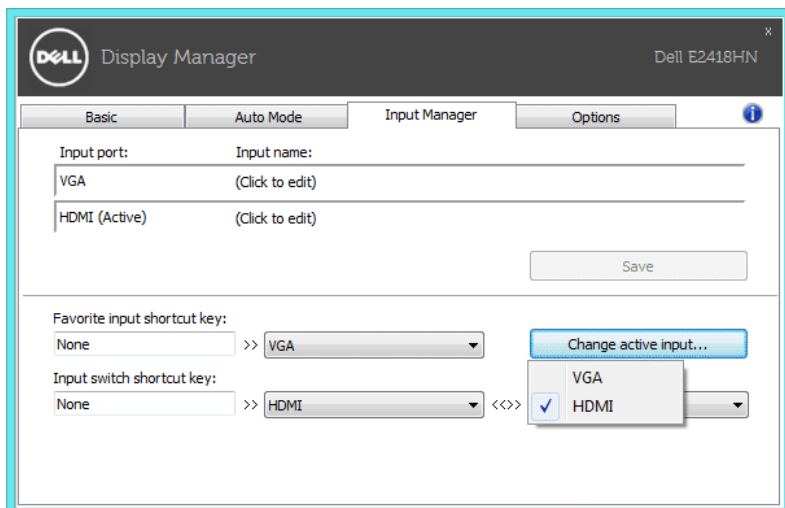 x
DELL Display Manager Dell E2418HN
Basic Auto Mode Input Manager Options i
Input port: Input name:
VGA (Click to edit)
HDMI (Active) (Click to edit)
Save
Favorite input shortcut key:
None >> VGA Change active input...
Input switch shortcut key:
VGA
None >> HDMI <<>> HDMI